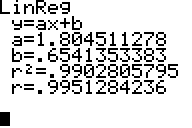 LinReg
y=ax+b
a=1.804511278
b=.6541353383
r²=.9902805795
r=.9951284236